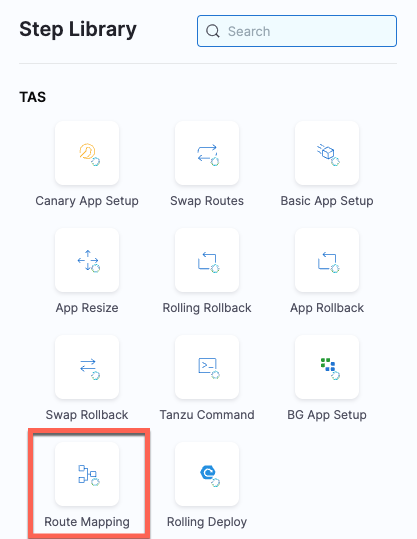 Step Library
Search
TAS
Canary App Setup
Swap Routes
Basic App Setup
App Resize
Rolling Rollback
App Rollback
Swap Rollback
Tanzu Command
BG App Setup
Route Mapping
Rolling Deploy